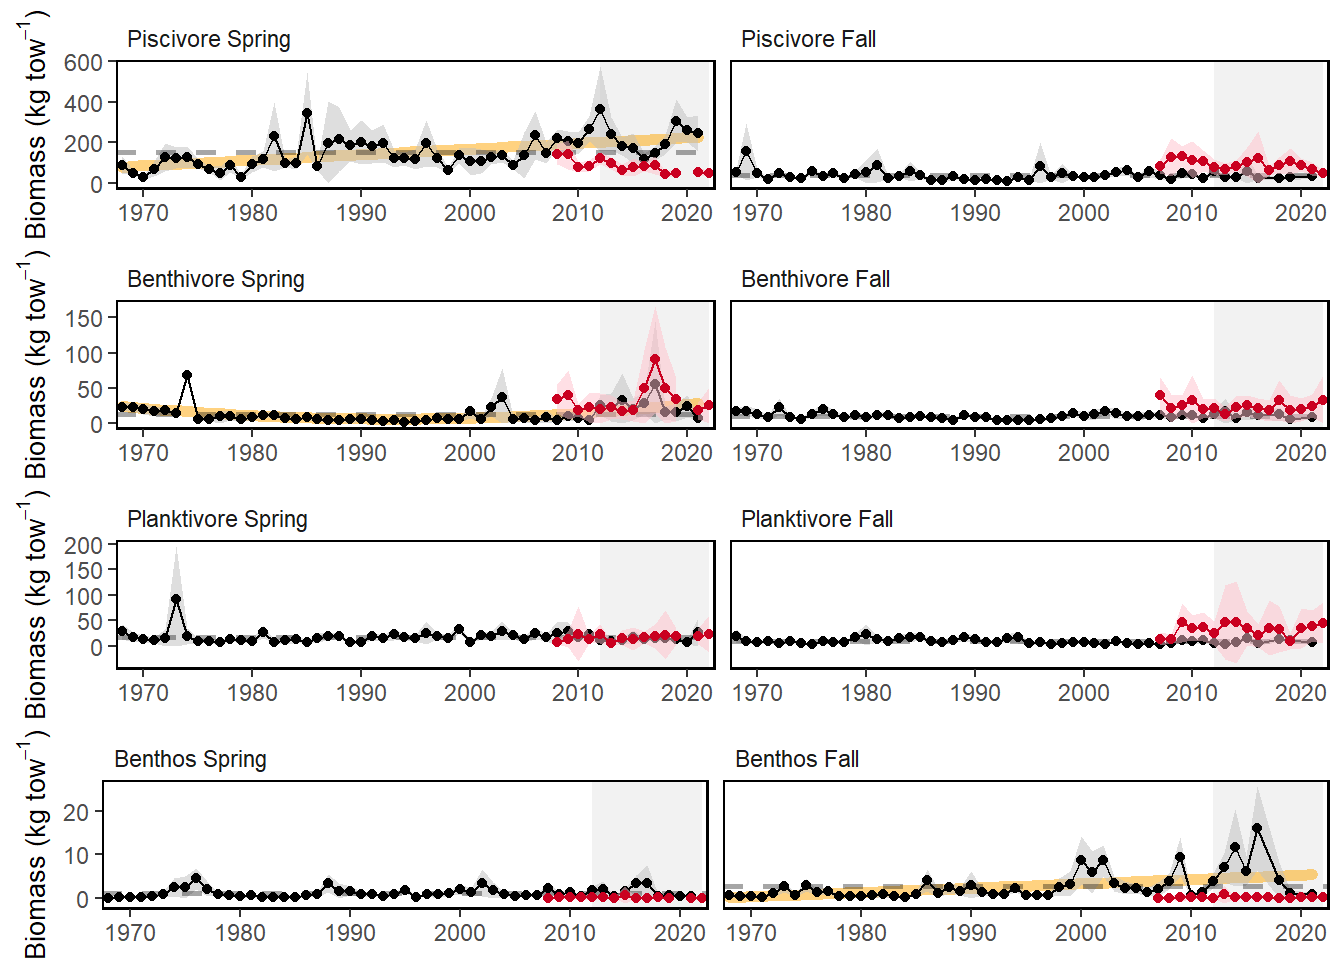 Piscivore Spring
Piscivore Fall
Biomass (kg tow⁻¹)
600
400
200
0
1970 1980 1990 2000 2010 2020
1970 1980 1990 2000 2010 2020
Benthivore Spring
Benthivore Fall
Biomass (kg tow⁻¹)
150
100
50
0
1970 1980 1990 2000 2010 2020
1970 1980 1990 2000 2010 2020
Planktivore Spring
Planktivore Fall
Biomass (kg tow⁻¹)
200
150
100
50
0
1970 1980 1990 2000 2010 2020
1970 1980 1990 2000 2010 2020
Benthos Spring
Benthos Fall
Biomass (kg tow⁻¹)
20
10
0
1970 1980 1990 2000 2010 2020
1970 1980 1990 2000 2010 2020